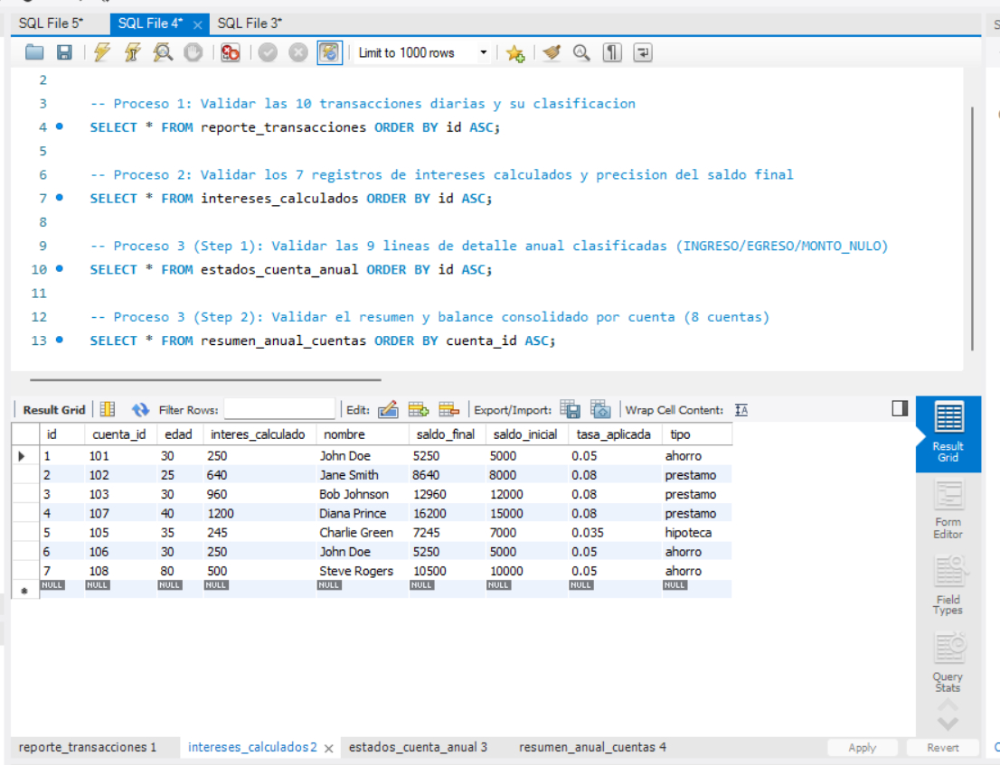 SQL File 5* SQL File 4* × SQL File 3*
Limit to 1000 rows
2
3 -- Proceso 1: Validar las 10 transacciones diarias y su clasificacion
4 SELECT * FROM reporte_transacciones ORDER BY id ASC;
5
6 -- Proceso 2: Validar los 7 registros de intereses calculados y precision del saldo final
7 SELECT * FROM intereses_calculados ORDER BY id ASC;
8
9 -- Proceso 3 (Step 1): Validar las 9 lineas de detalle anual clasificadas (INGRESO/EGRESO/MONTO_NULO)
10 SELECT * FROM estados_cuenta_anual ORDER BY id ASC;
11
12 -- Proceso 3 (Step 2): Validar el resumen y balance consolidado por cuenta (8 cuentas)
13 SELECT * FROM resumen_anual_cuentas ORDER BY cuenta_id ASC;
Result Grid Filter Rows: Edit: Export/Import: Wrap Cell Content:
id cuenta_id edad interes_calculado nombre saldo_final saldo_inicial tasa_aplicada tipo
1 101 30 250 John Doe 5250 5000 0.05 ahorro
2 102 25 640 Jane Smith 8640 8000 0.08 prestamo
3 103 30 960 Bob Johnson 12960 12000 0.08 prestamo
4 107 40 1200 Diana Prince 16200 15000 0.08 prestamo
5 105 35 245 Charlie Green 7245 7000 0.035 hipoteca
6 106 30 250 John Doe 5250 5000 0.05 ahorro
7 108 80 500 Steve Rogers 10500 10000 0.05 ahorro
NULL NULL NULL NULL NULL NULL NULL NULL NULL
Result
Grid
Form
Editor
Field
Types
Query
Stats
reporte_transacciones 1 intereses_calculados 2 × estados_cuenta_anual 3 resumen_anual_cuentas 4 Apply Revert